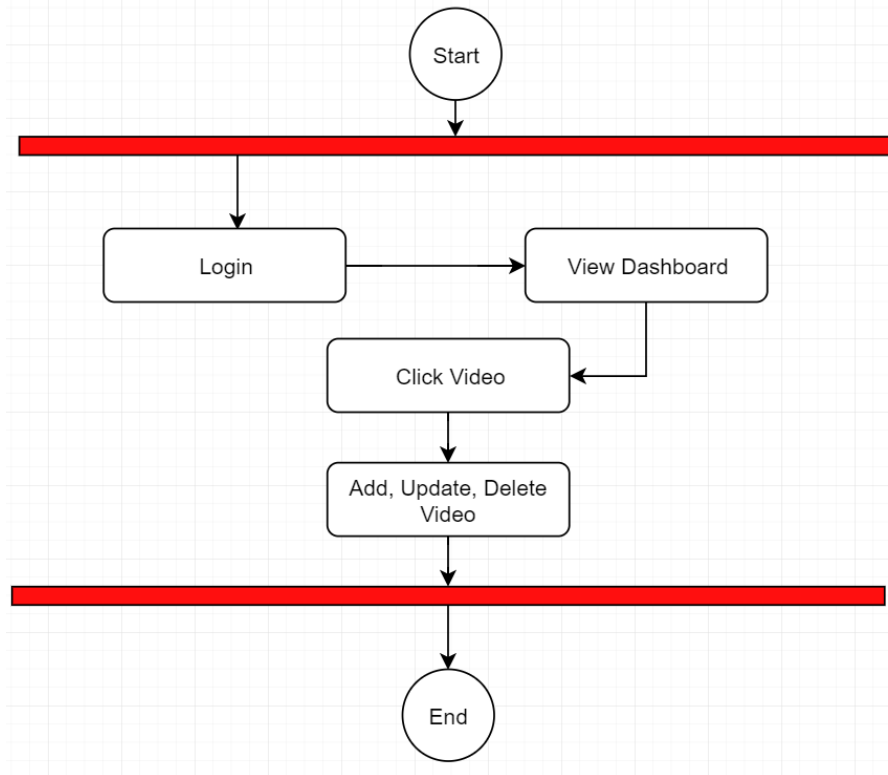 Start
Login
View Dashboard
Click Video
Add, Update, Delete
Video
End